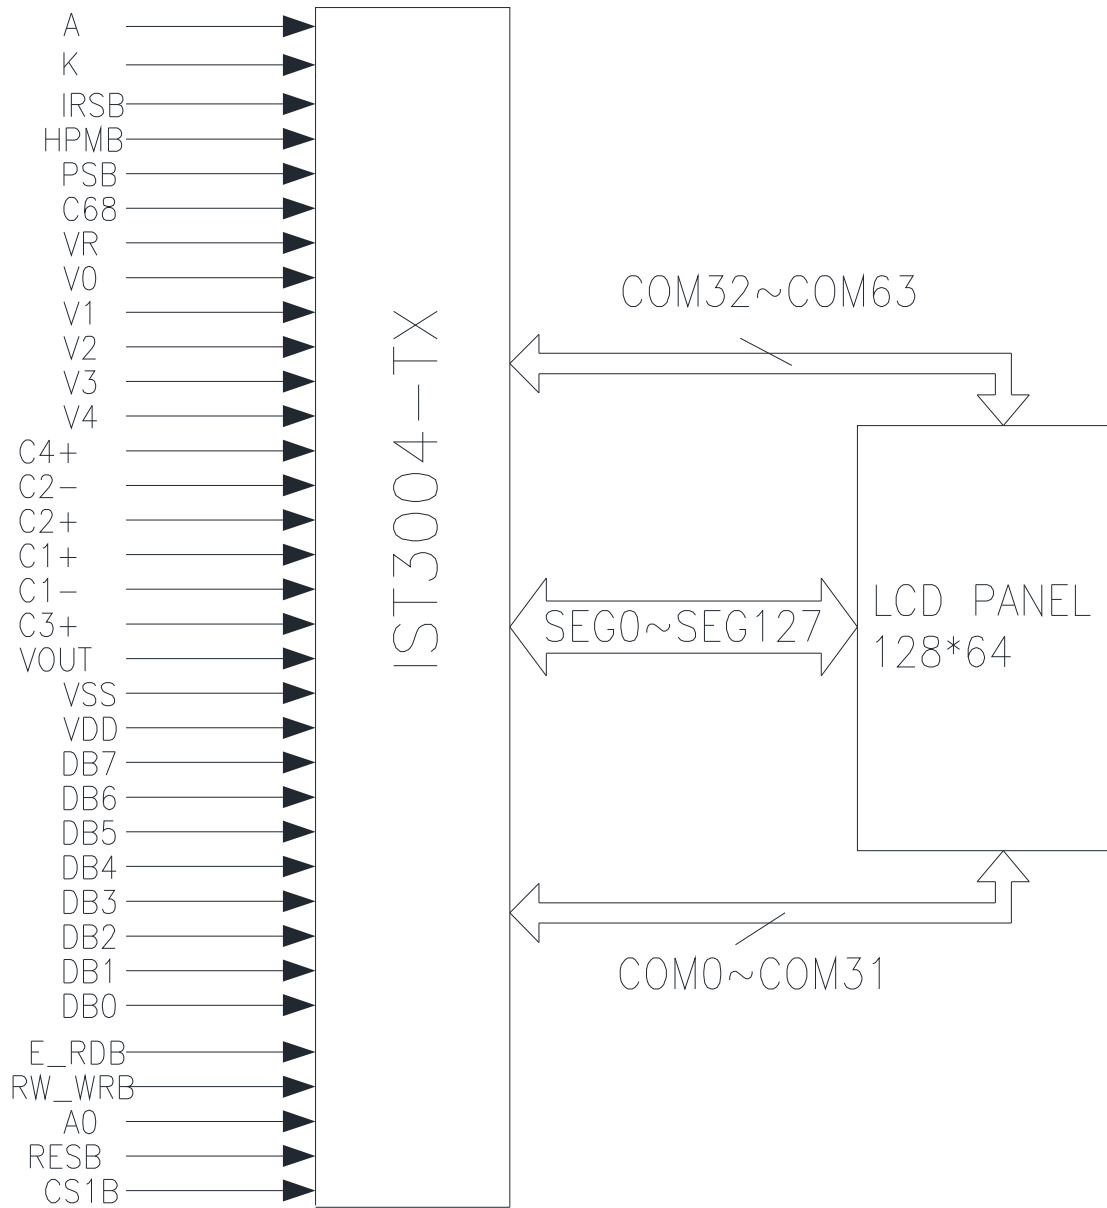 A
K
IRSB
HPMB
PSB
C68
VR
V0
V1
V2
V3
V4
C4+
C2-
C2+
C1+
C1-
C3+
VOUT
VSS
VDD
DB7
DB6
DB5
DB4
DB3
DB2
DB1
DB0
E_RDB
RW_WRB
A0
RESB
CS1B
IST3004-TX
COM32~COM63
SEG0~SEG127
COM0~COM31
LCD PANEL
128*64